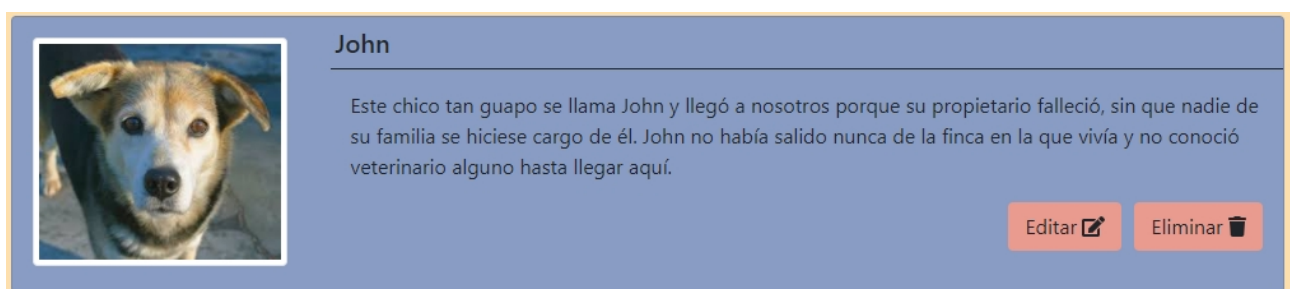 John
Este chico tan guapo se llama John y llegó a nosotros porque su propietario falleció, sin que nadie de
su familia se hiciese cargo de él. John no había salido nunca de la finca en la que vivía y no conoció
veterinario alguno hasta llegar aquí.
Editar Eliminar